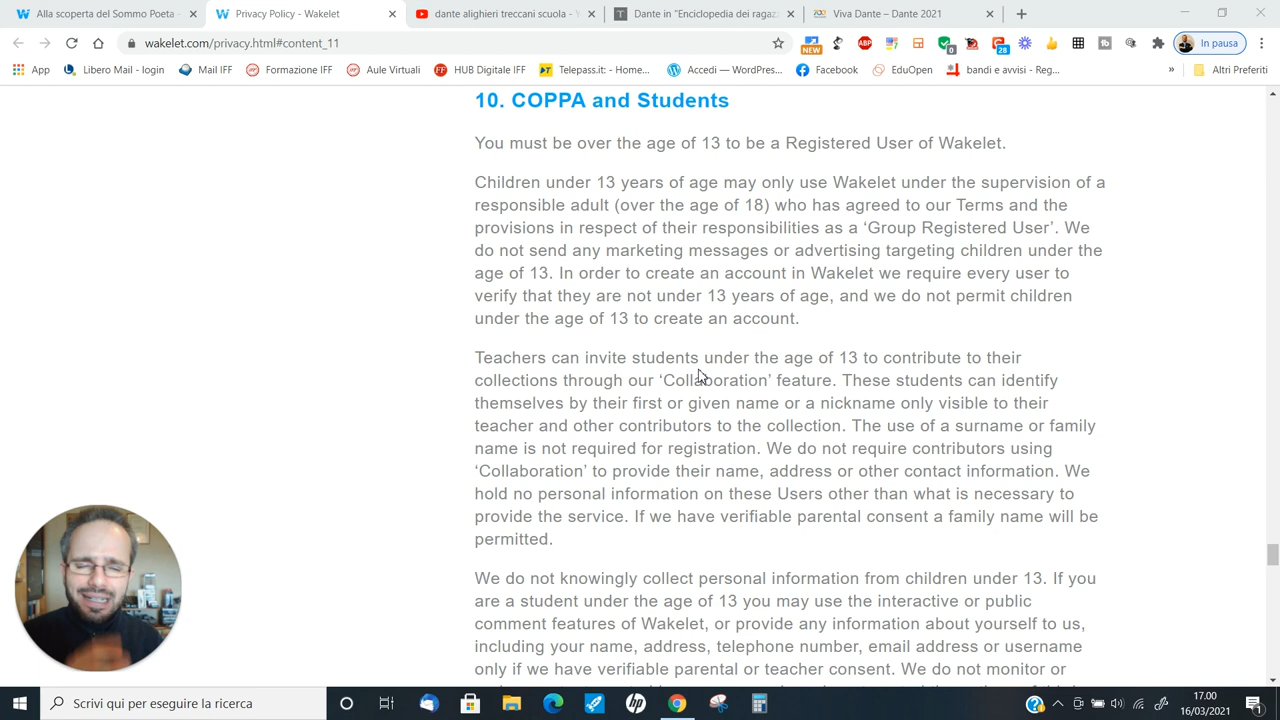 Alla scoperta del Sommo Poeta -
Privacy Policy - Wakelet
dante alighieri treccani scuola -
Dante in "Enciclopedia dei ragaz
Viva Dante – Dante 2021
wakelet.com/privacy.html#content_11
NEW
ABP
0
28
In pausa
App
Libero Mail - login
Mail IFF
Formazione IFF
Aule Virtuali
HUB Digitale IFF
Telepass.it: - Home...
Accedi — WordPres...
Facebook
EduOpen
bandi e avvisi - Reg...
»
Altri Preferiti
10. COPPA and Students
You must be over the age of 13 to be a Registered User of Wakelet.
Children under 13 years of age may only use Wakelet under the supervision of a
responsible adult (over the age of 18) who has agreed to our Terms and the
provisions in respect of their responsibilities as a ‘Group Registered User’. We
do not send any marketing messages or advertising targeting children under the
age of 13. In order to create an account in Wakelet we require every user to
verify that they are not under 13 years of age, and we do not permit children
under the age of 13 to create an account.
Teachers can invite students under the age of 13 to contribute to their
collections through our ‘Collaboration’ feature. These students can identify
themselves by their first or given name or a nickname only visible to their
teacher and other contributors to the collection. The use of a surname or family
name is not required for registration. We do not require contributors using
‘Collaboration’ to provide their name, address or other contact information. We
hold no personal information on these Users other than what is necessary to
provide the service. If we have verifiable parental consent a family name will be
permitted.
We do not knowingly collect personal information from children under 13. If you
are a student under the age of 13 you may use the interactive or public
comment features of Wakelet, or provide any information about yourself to us,
including your name, address, telephone number, email address or username
only if we have verifiable parental or teacher consent. We do not monitor or
Scrivi qui per eseguire la ricerca
17.00
16/03/2021